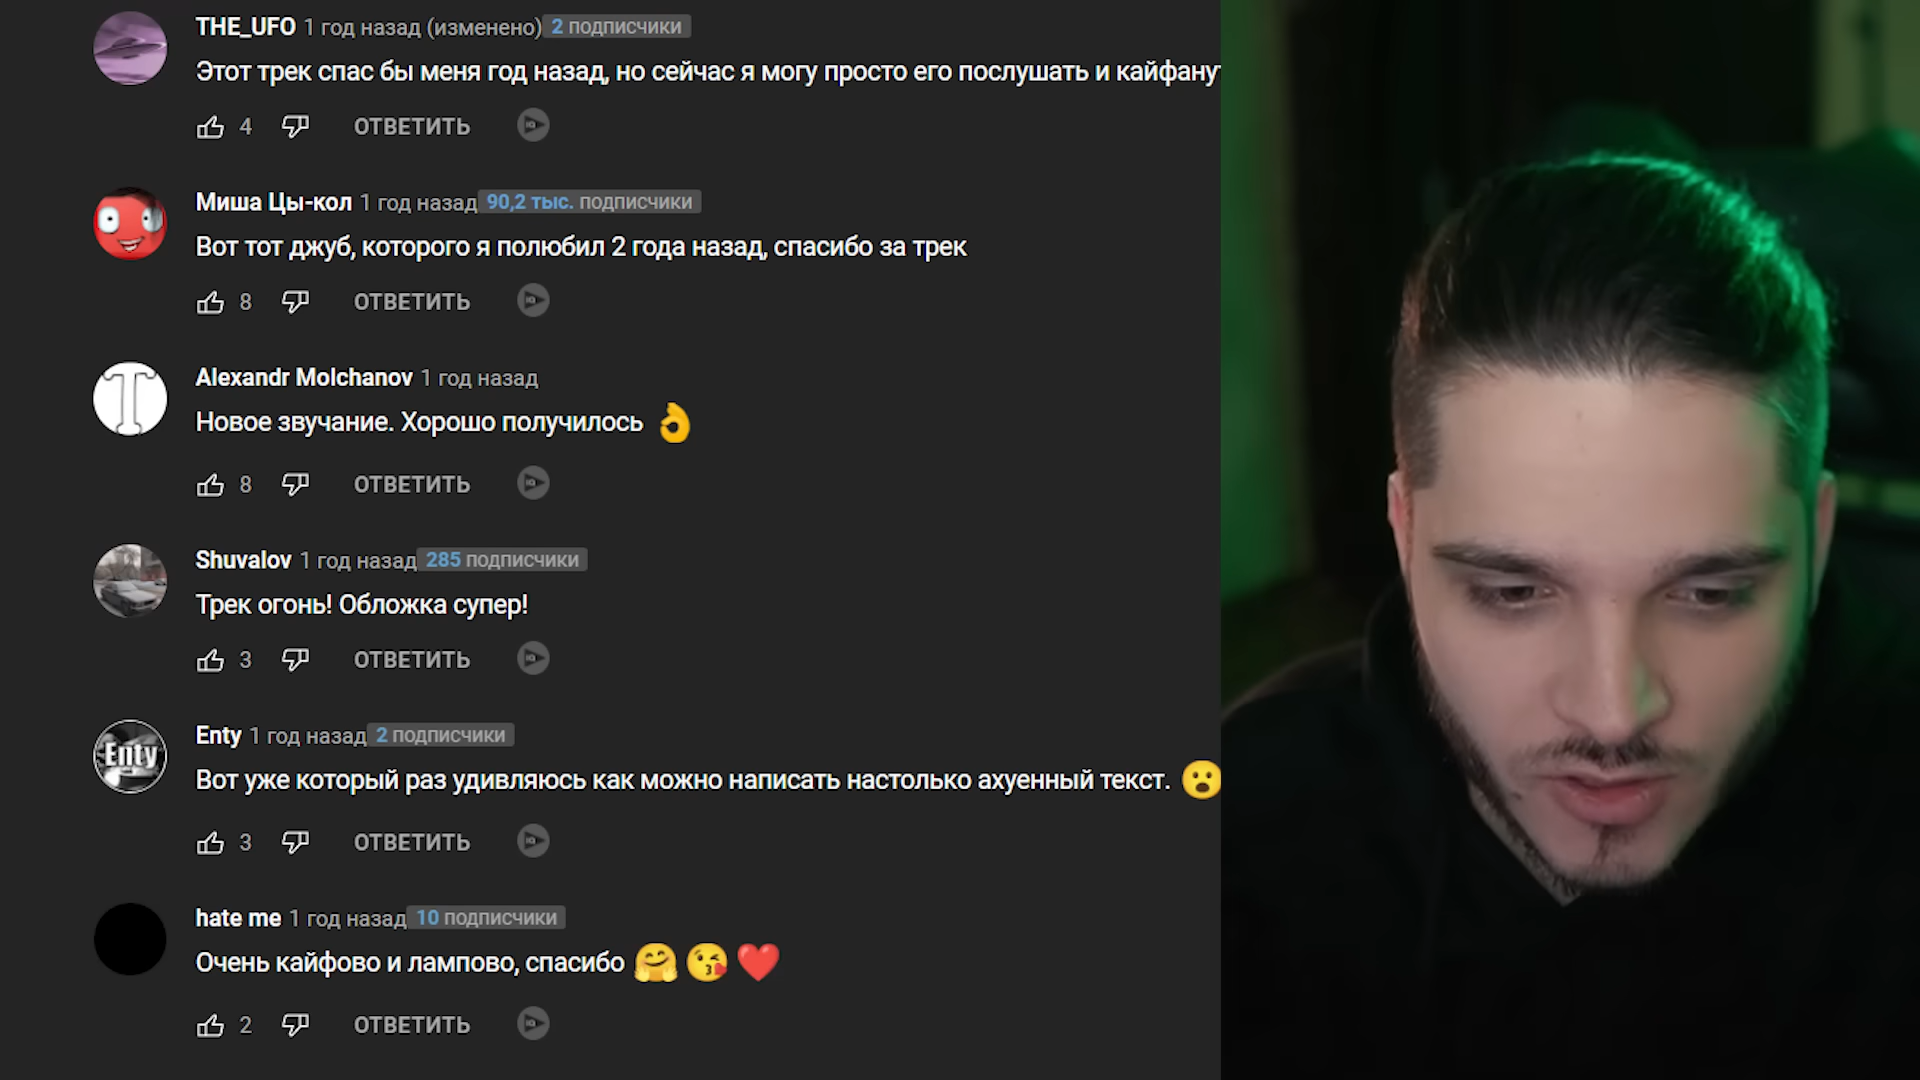 THE_UFO 1 год назад (изменено) 2 подписчики
Этот трек спас бы меня год назад, но сейчас я могу просто его послушать и кайфану
4 ОТВЕТИТЬ
Миша Цы-кол 1 год назад 90,2 тыс. подписчики
Вот тот джуб, которого я полюбил 2 года назад, спасибо за трек
8 ОТВЕТИТЬ
Alexandr Molchanov 1 год назад
Новое звучание. Хорошо получилось 👌
8 ОТВЕТИТЬ
Shuvalov 1 год назад 285 подписчики
Трек огонь! Обложка супер!
3 ОТВЕТИТЬ
Enty 1 год назад 2 подписчики
Enty
Вот уже который раз удивляюсь как можно написать настолько ахуенный текст. 😮
3 ОТВЕТИТЬ
hate me 1 год назад 10 подписчики
Очень кайфово и лампово, спасибо 🤗 😘 ❤️
2 ОТВЕТИТЬ